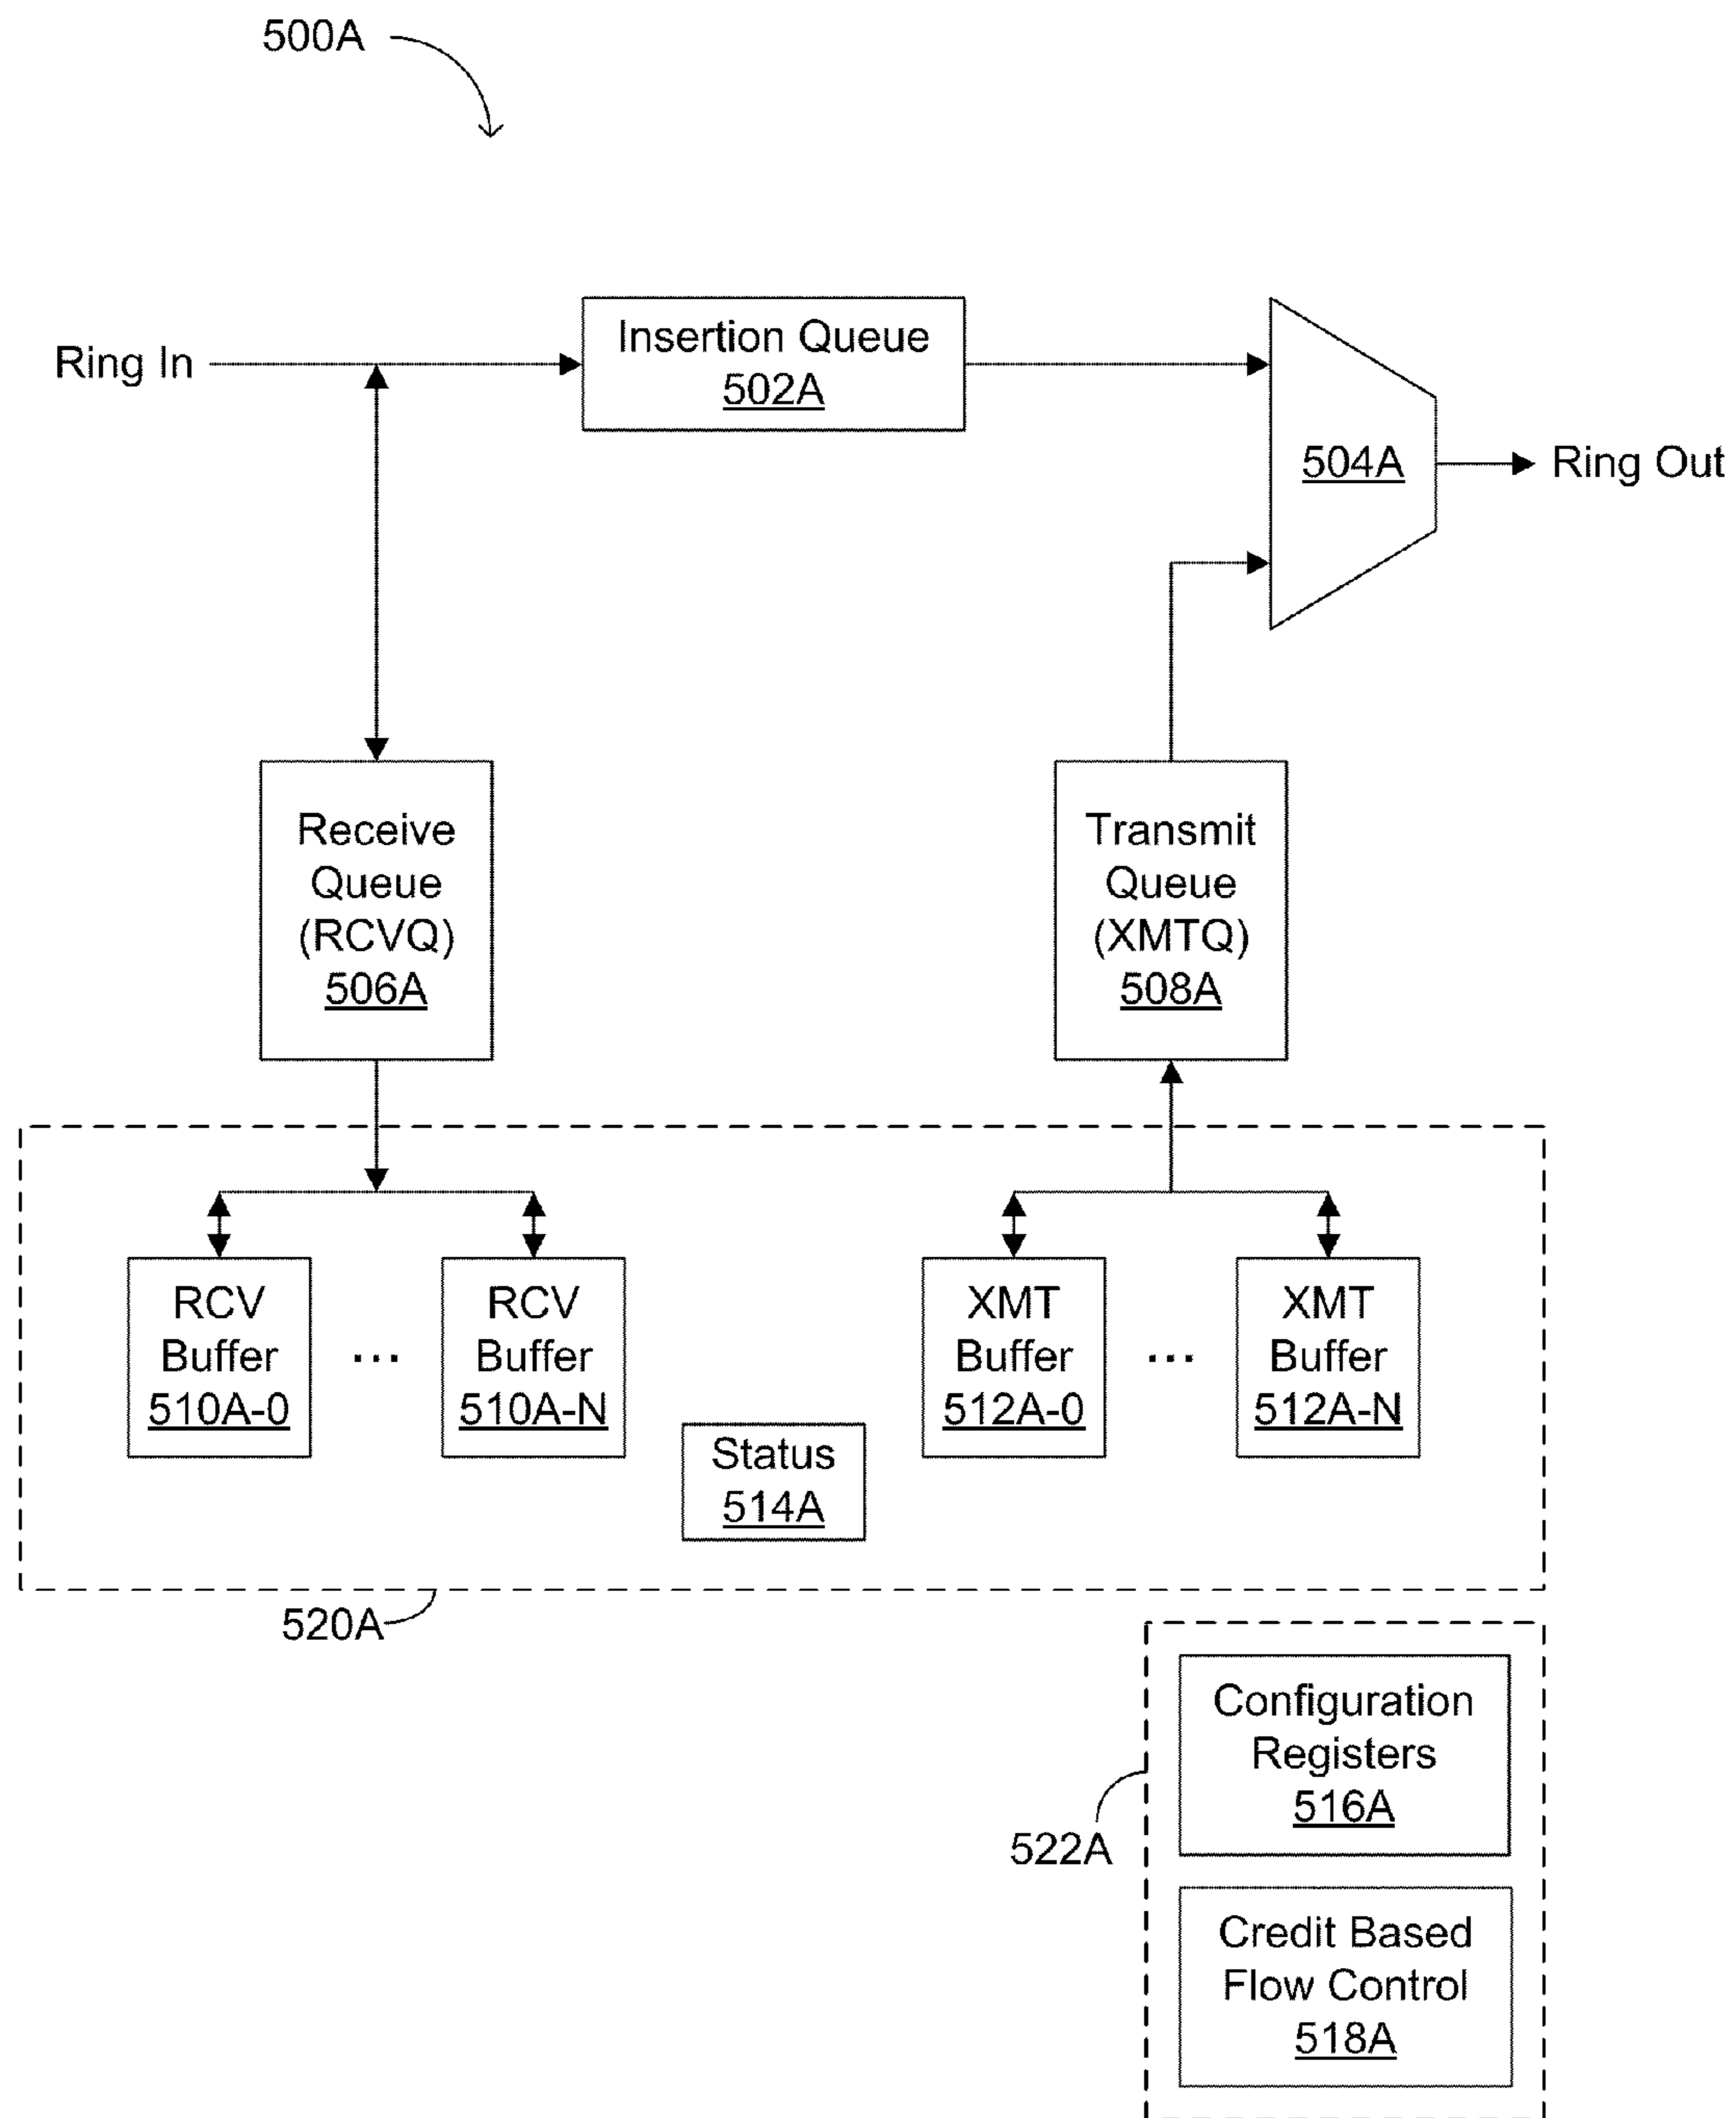 500A
Ring In
Insertion Queue
502A
504A
Ring Out
Receive
Queue
(RCVQ)
506A
Transmit
Queue
(XMTQ)
508A
RCV
Buffer
510A-0
...
RCV
Buffer
510A-N
Status
514A
XMT
Buffer
512A-0
...
XMT
Buffer
512A-N
520A
Configuration
Registers
516A
522A
Credit Based
Flow Control
518A